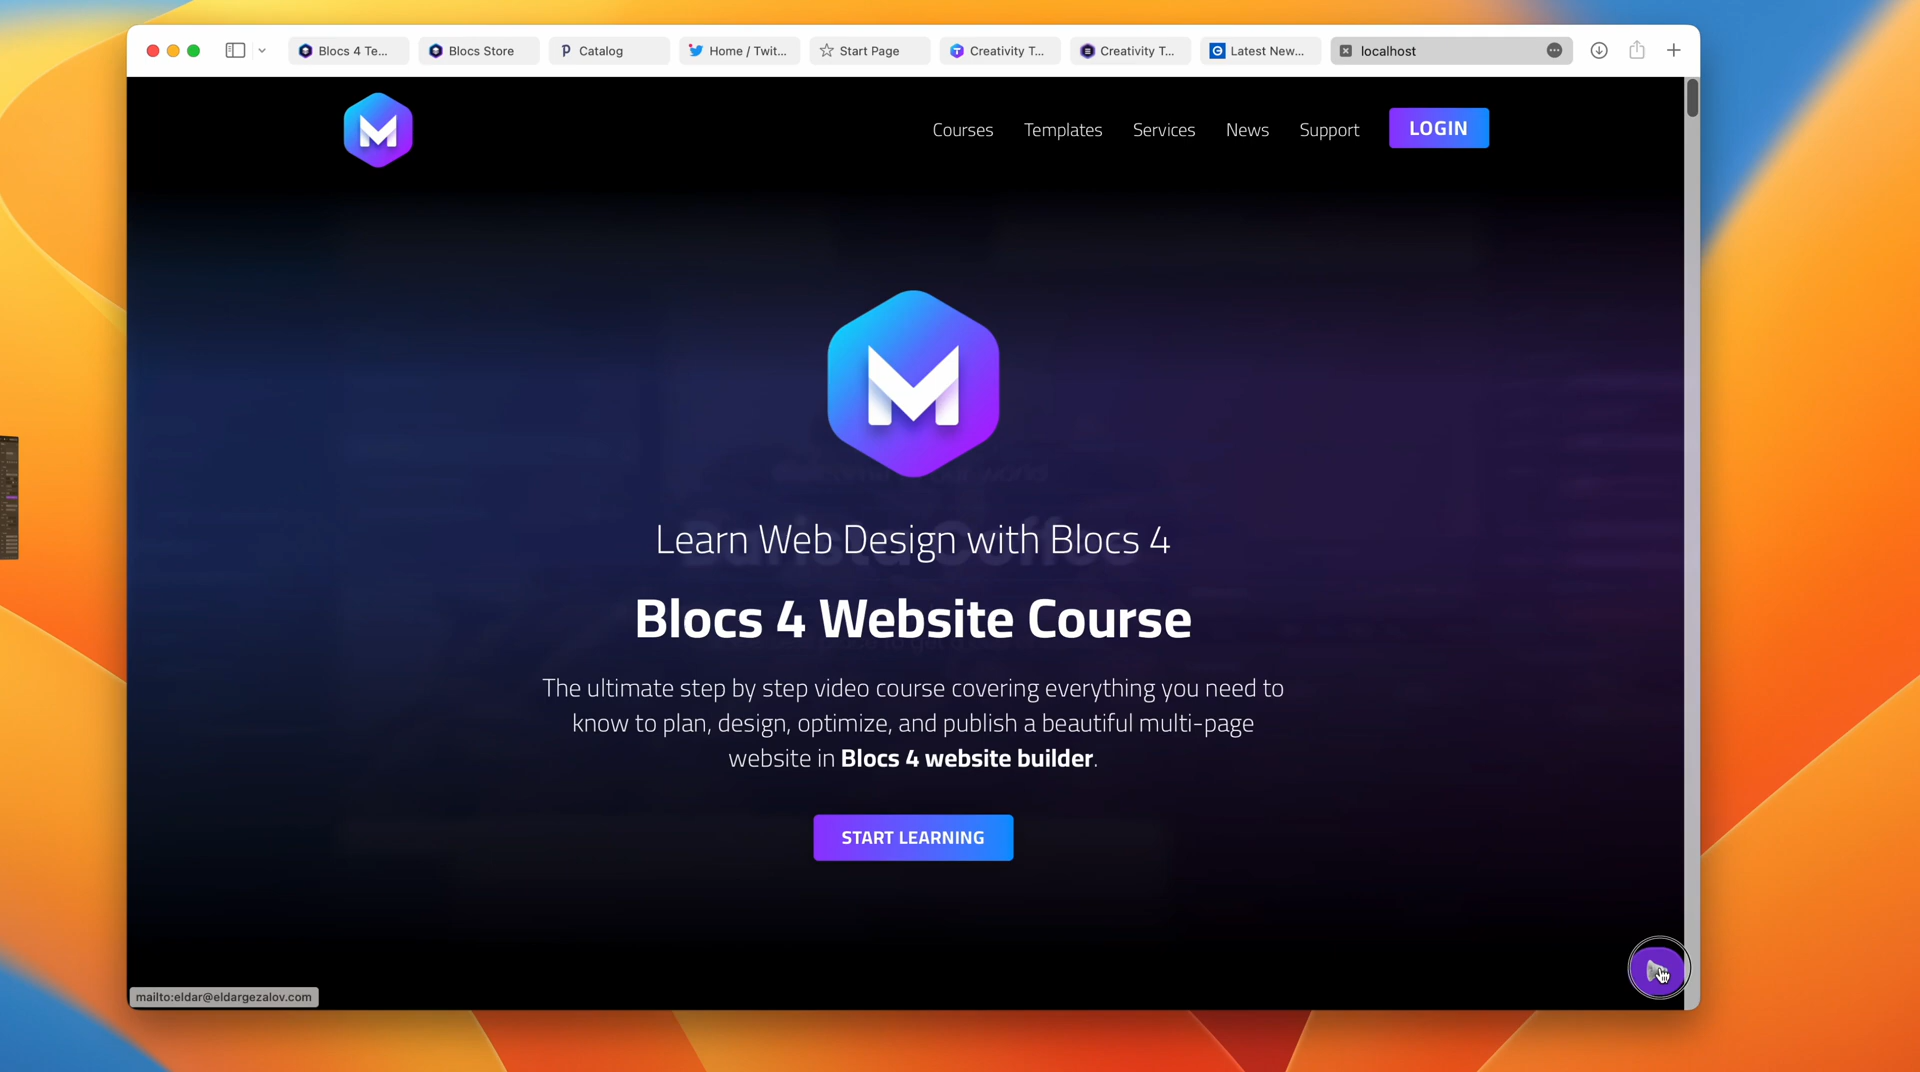 Blocs 4 Te...
Blocs Store
Catalog
Home / Twit...
Start Page
Creativity T...
Creativity T...
Latest New...
localhost
M
Courses
Templates
Services
News
Support
LOGIN
M
Learn Web Design with Blocs 4
Blocs 4 Website Course
The ultimate step by step video course covering everything you need to
know to plan, design, optimize, and publish a beautiful multi-page
website in Blocs 4 website builder.
START LEARNING
mailto:eldar@eldargezalov.com